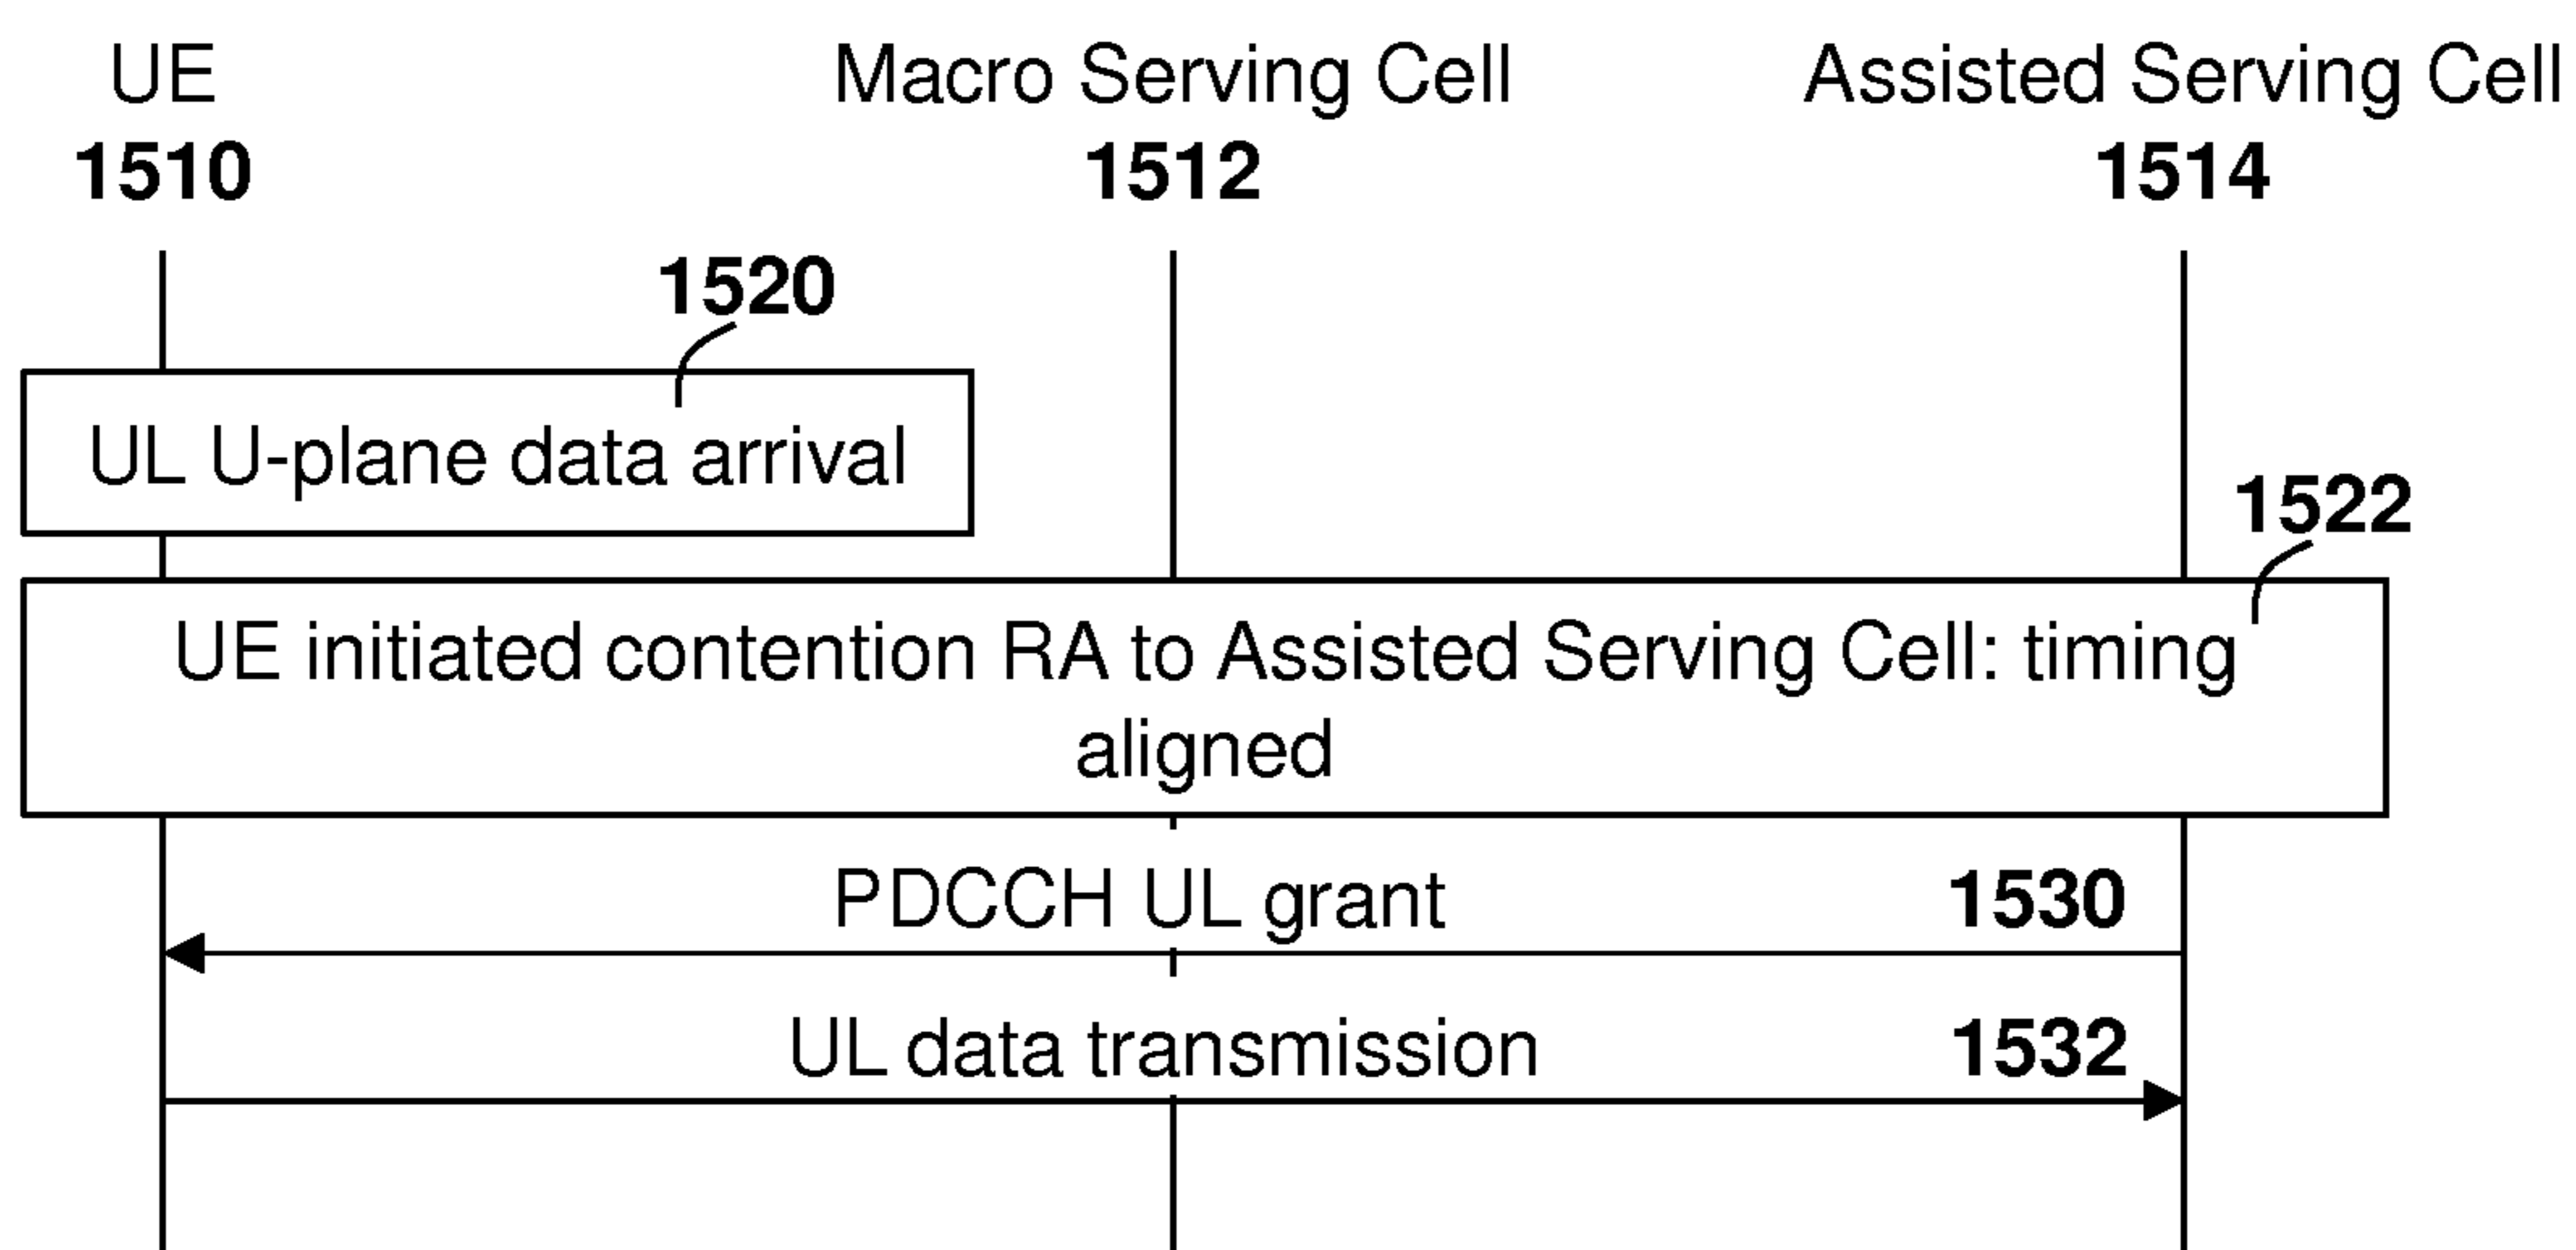 UE
1510
Macro Serving Cell
1512
Assisted Serving Cell
1514
1520
UL U-plane data arrival
1522
UE initiated contention RA to Assisted Serving Cell: timing
aligned
PDCCH UL grant
1530
UL data transmission
1532